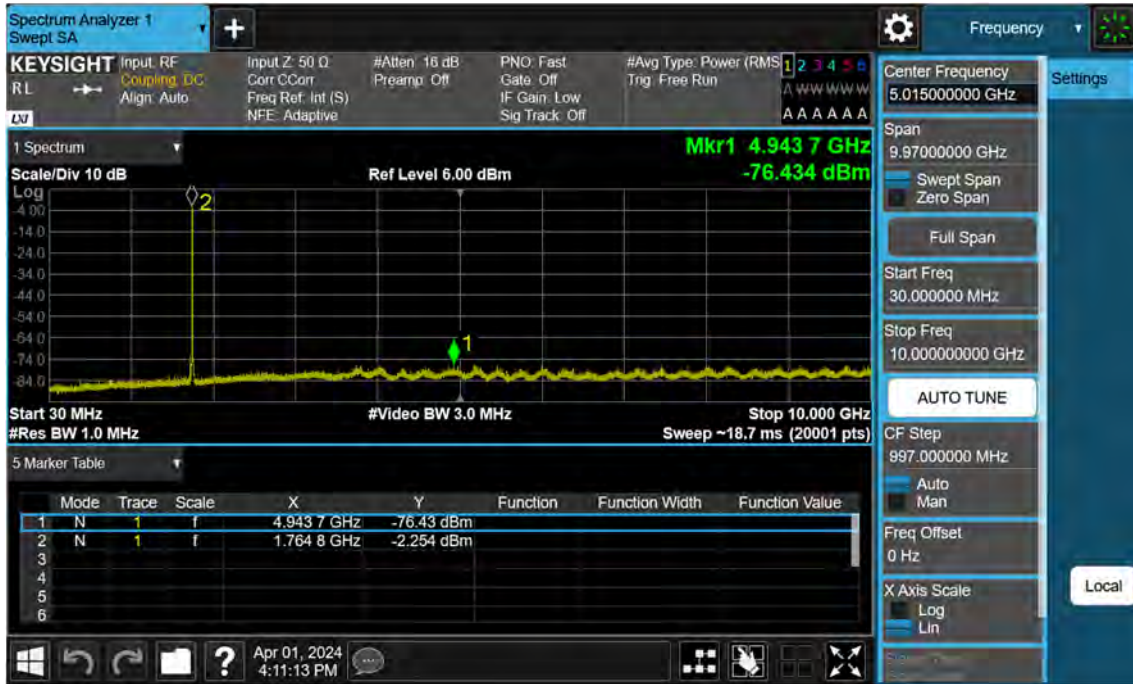 Spectrum Analyzer 1
Swept SA
+
Frequency
KEYSIGHT
RL
LXI
Input: RF
Coupling: DC
Align: Auto
Input Z: 50 Ω
Corr CCorr
Freq Ref: Int (S)
NFE: Adaptive
#Atten: 16 dB
Preamp: Off
PNO: Fast
Gate: Off
IF Gain: Low
Sig Track: Off
#Avg Type: Power (RMS
Trig: Free Run
1 2 3 4 5 6
A W W W W W
A A A A A A
Center Frequency
5.015000000 GHz
Settings
1 Spectrum
Scale/Div 10 dB
Ref Level 6.00 dBm
Mkr1 4.943 7 GHz
-76.434 dBm
Span
9.97000000 GHz
Swept Span
Zero Span
Full Span
Start Freq
30.000000 MHz
Stop Freq
10.000000000 GHz
AUTO TUNE
CF Step
997.000000 MHz
Auto
Man
Freq Offset
0 Hz
X Axis Scale
Log
Lin
Local
Log
-4.00
-14.0
-24.0
-34.0
-44.0
-54.0
-64.0
-74.0
-84.0
2
1
Start 30 MHz
#Video BW 3.0 MHz
Stop 10.000 GHz
#Res BW 1.0 MHz
Sweep ~18.7 ms (20001 pts)
5 Marker Table
Mode Trace Scale X Y Function Function Width Function Value
1 N 1 f 4.943 7 GHz -76.43 dBm
2 N 1 f 1.764 8 GHz -2.254 dBm
3
4
5
6
?
Apr 01, 2024
4:11:13 PM